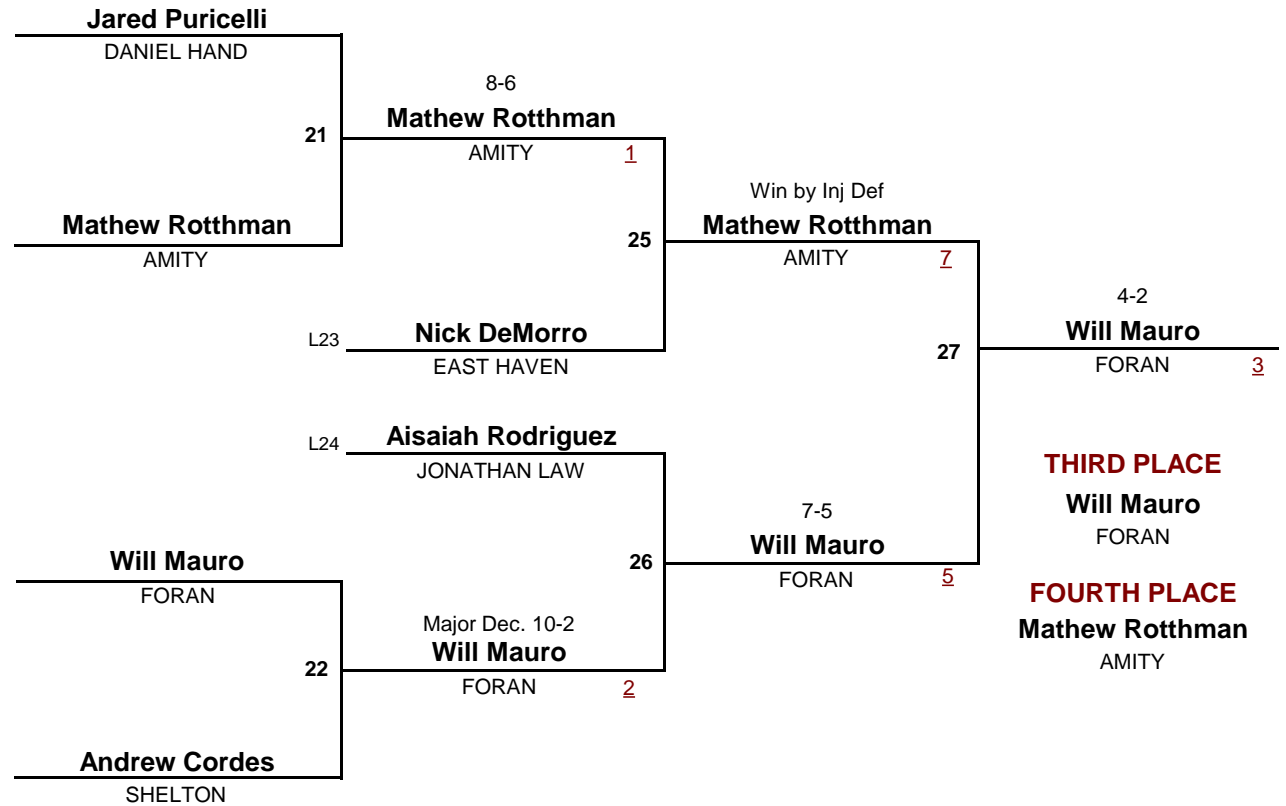 Jared Puricelli
DANIEL HAND
8-6
21
Mathew Rotthman
AMITY
1
Win by Inj Def
Mathew Rotthman
AMITY
25
Mathew Rotthman
AMITY
7
4-2
L23
Nick DeMorro
EAST HAVEN
27
Will Mauro
FORAN
3
L24
Aisaiah Rodriguez
JONATHAN LAW
THIRD PLACE
Will Mauro
FORAN
7-5
Will Mauro
FORAN
26
Will Mauro
FORAN
5
FOURTH PLACE
Mathew Rotthman
AMITY
Major Dec. 10-2
22
Will Mauro
FORAN
2
Andrew Cordes
SHELTON